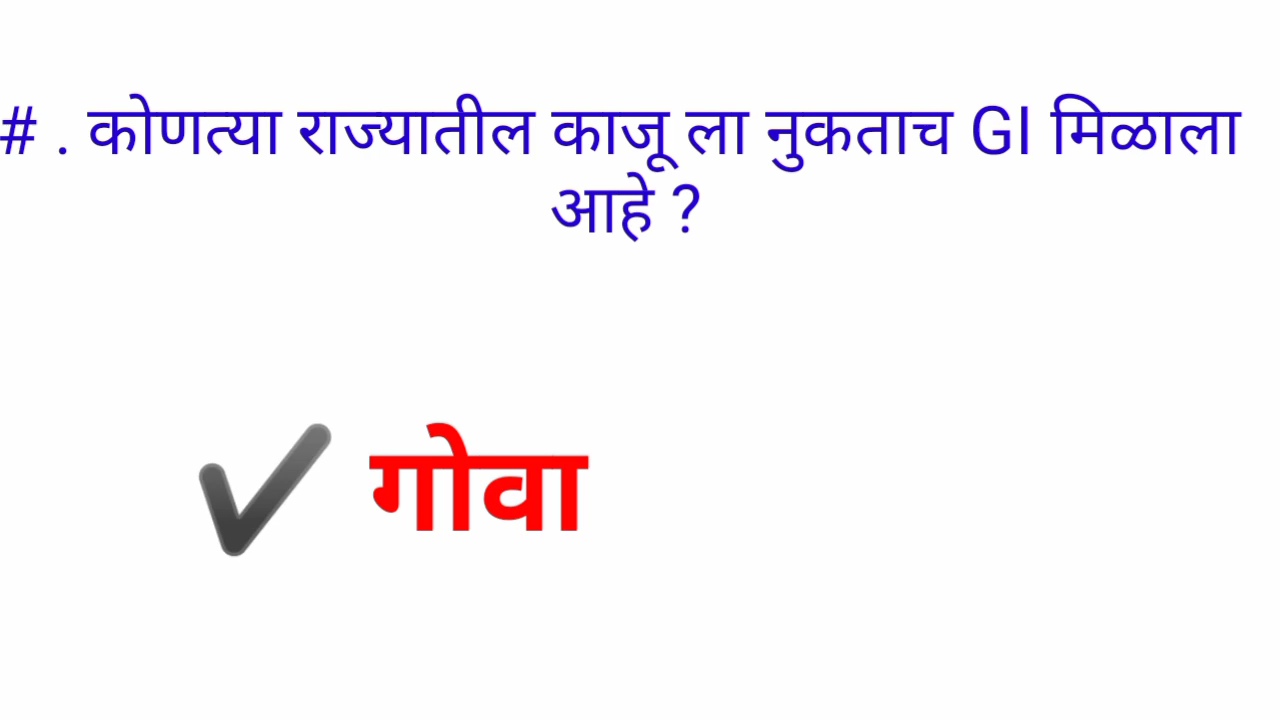 # . कोणत्या राज्यातील काजू ला नुकताच GI मिळाला
आहे ?
✔ गोवा